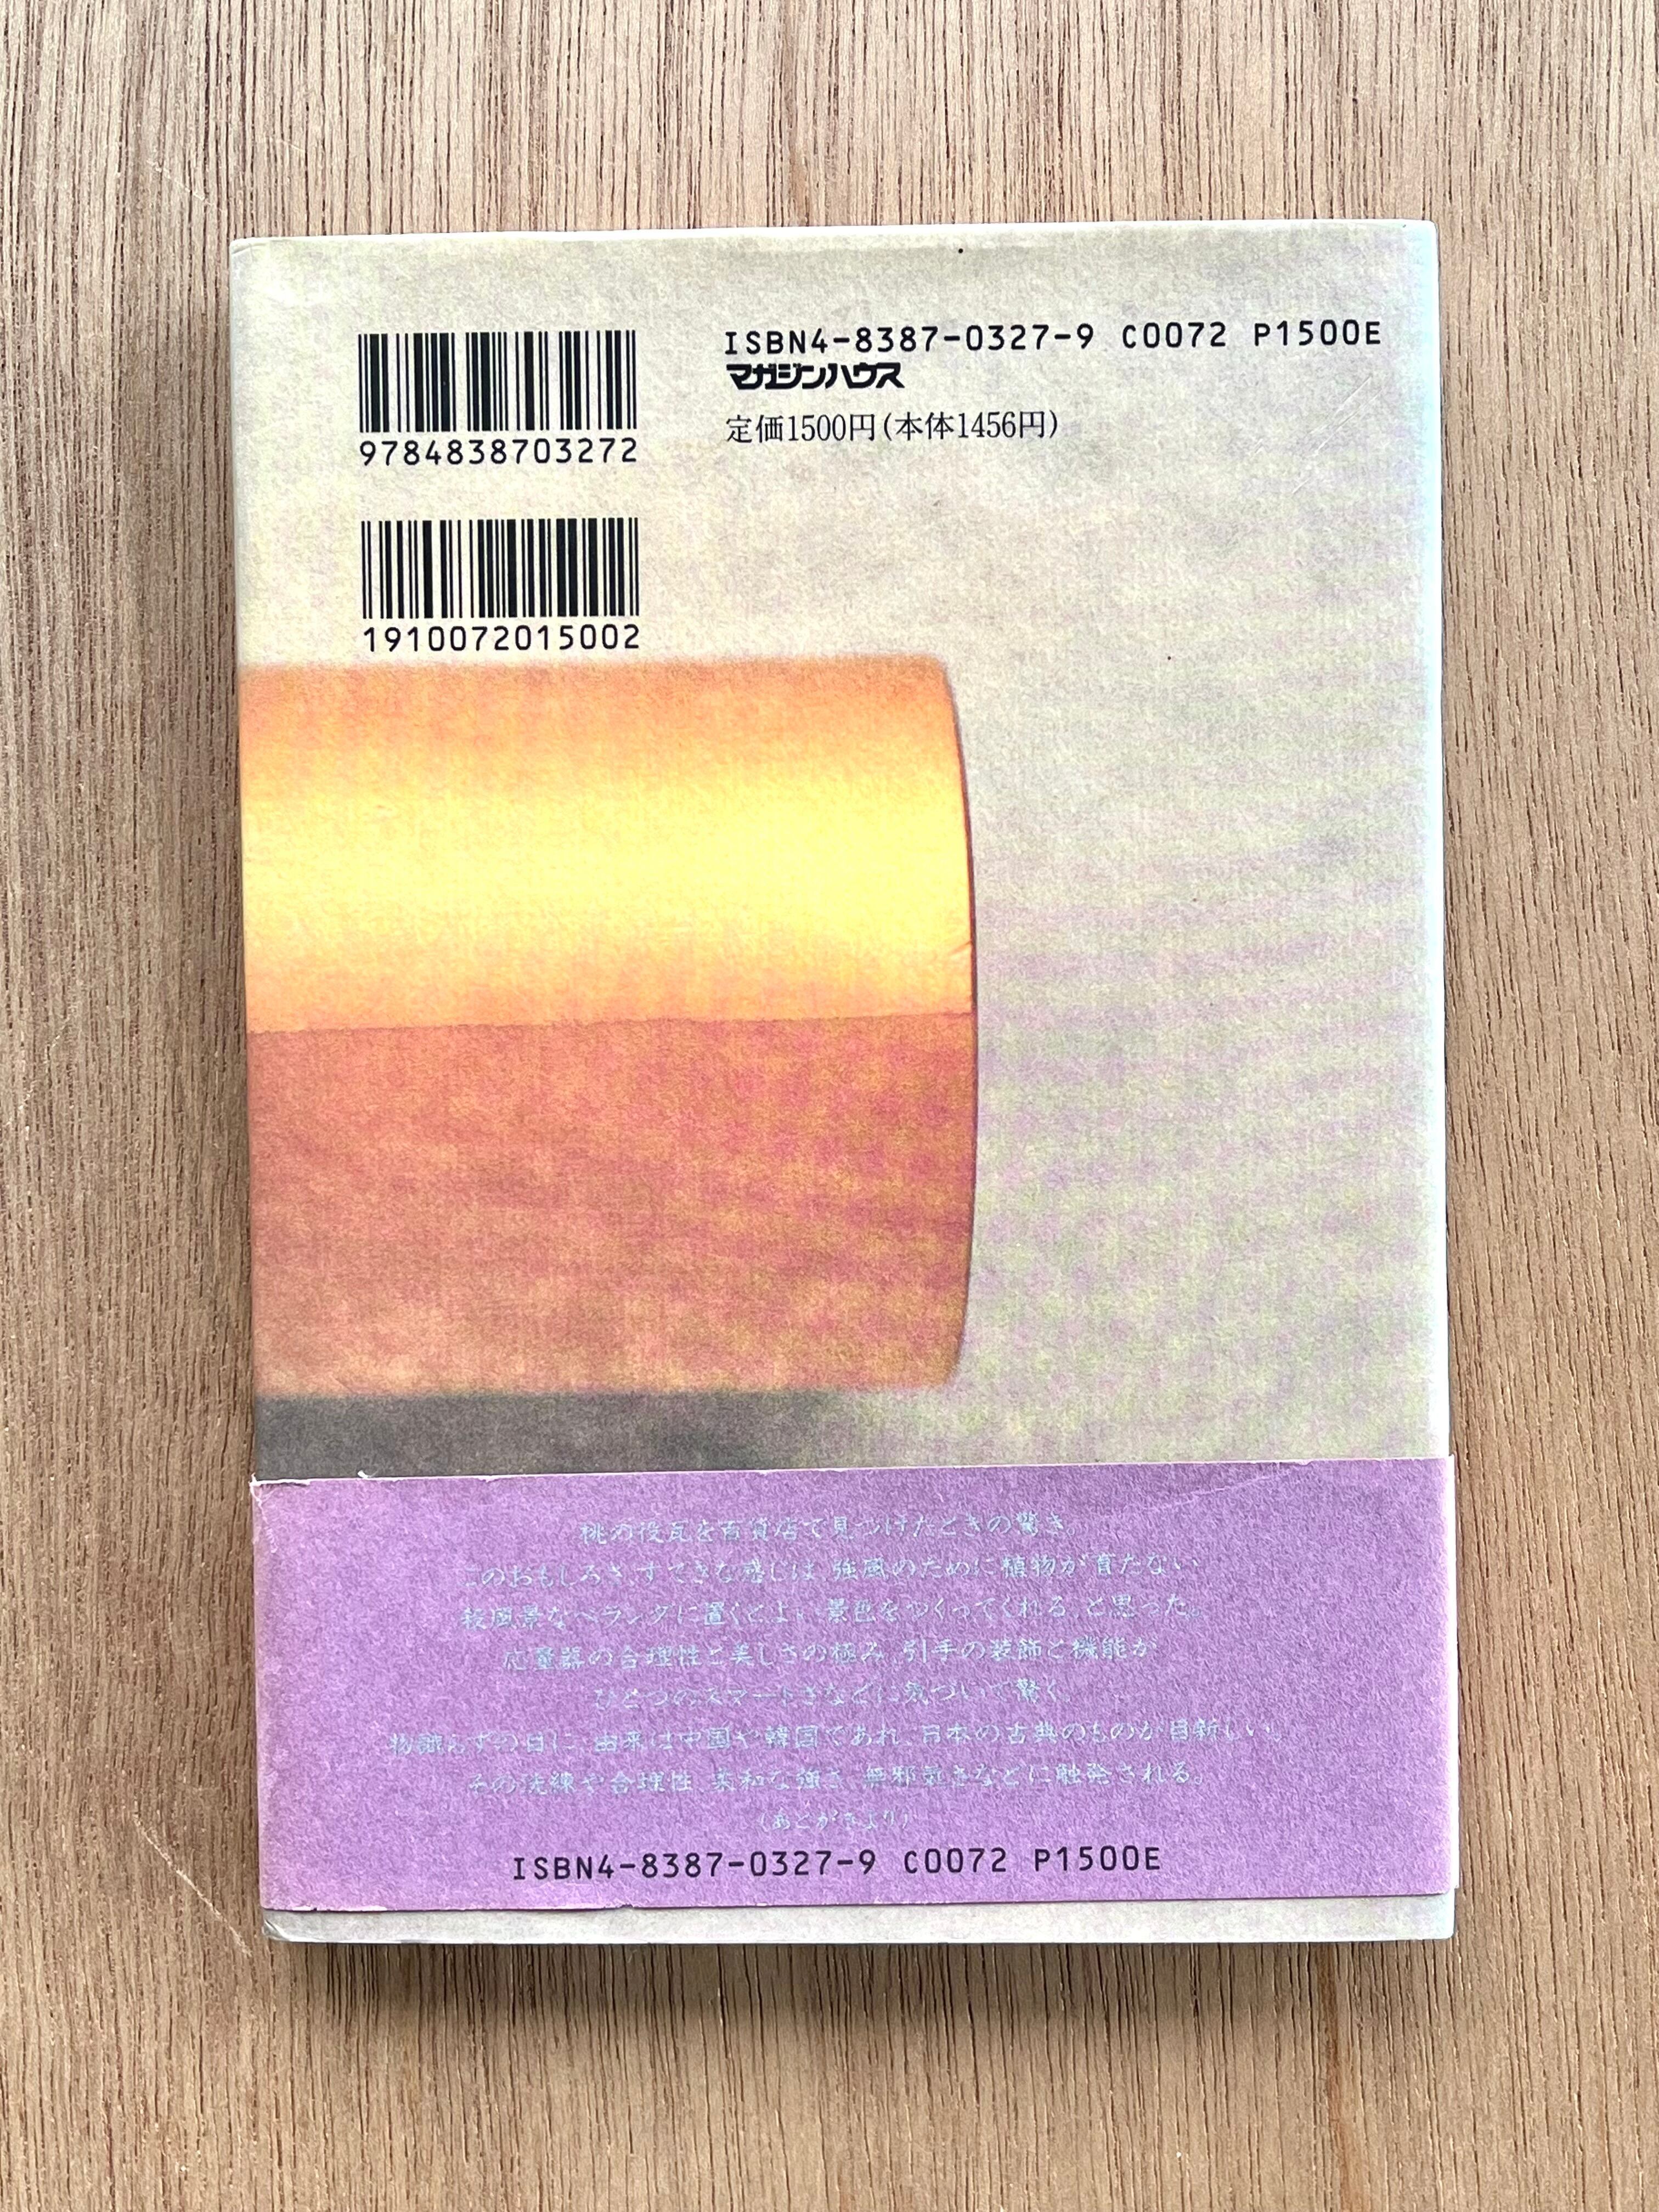 ISBN4-8387-0327-9 C0072 P1500E
マガジンハウス
定価1500円(本体1456円)
9784838703272
1910072015002
桃の役瓦を百貨店で見つけたときの驚き。
このおもしろさ、すてきな感じは、強風のために植物が育たない
殺風景なベランダに置くとよい景色をつくってくれる、と思った。
応量器の合理性と美しさの極み、引手の装飾と機能が
ひとつのスマートさなどに気づいて驚く。
物識らずの目に、由来は中国や韓国であれ、日本の古典のものが目新しい。
その洗練や合理性、柔和な強さ、無邪気さなどに触発される。
(あとがきより)
ISBN4-8387-0327-9 C0072 P1500E